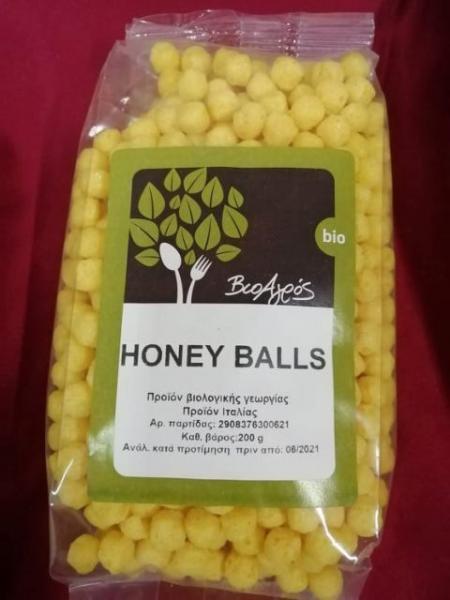 bio
ΒιοΑγρός
HONEY BALLS
Προϊόν βιολογικής γεωργίας
Προϊόν Ιταλίας
Αρ. παρτίδας: 2908376300621
Καθ. βάρος:200 g
Ανάλ. κατά προτίμηση πριν από: 06/2021